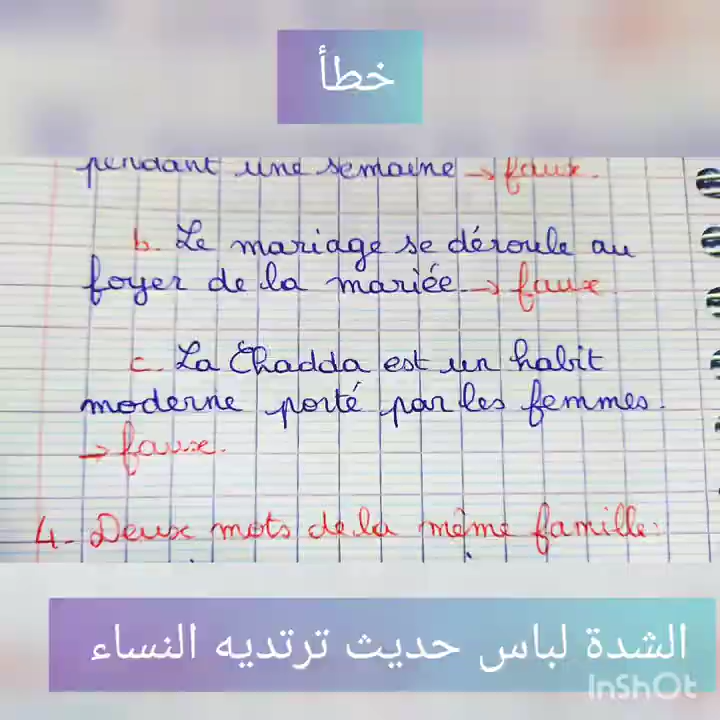 خطأ
pendant une semaine → faux.
b. Le mariage se déroule au
foyer de la mariée → faux
c. La Chadda est un habit
moderne porté par les femmes.
→ faux.
4. Deux mots de la même famille:
الشدة لباس حديث ترتديه النساء
InShOt